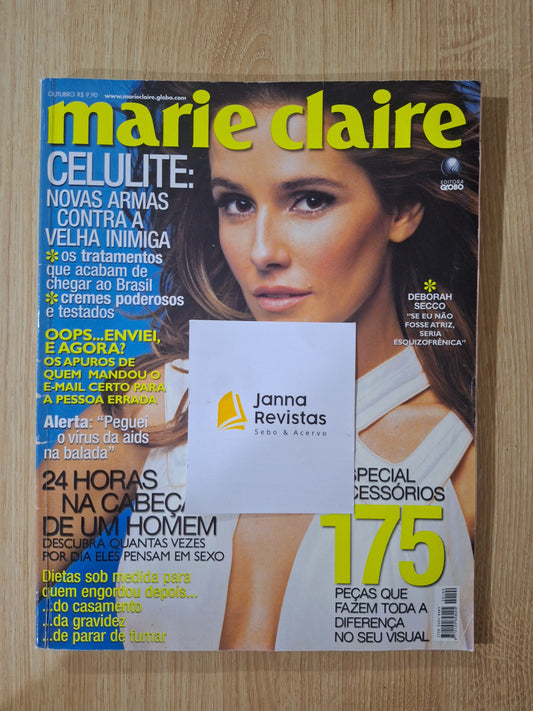 OUTUBRO R$ 9,90 www.marieclaire.globo.com
marie claire
CELULITE:
NOVAS ARMAS
CONTRA A
VELHA INIMIGA
* os tratamentos
que acabam de
chegar ao Brasil
* cremes poderosos
e testados
EDITORA
GLOBO
*
DEBORAH
SECCO
"SE EU NÃO
FOSSE ATRIZ,
SERIA
ESQUIZOFRÊNICA"
OOPS...ENVIEI,
E AGORA?
OS APUROS DE
QUEM MANDOU O
E-MAIL CERTO PARA
A PESSOA ERRADA
Alerta: "Peguei
o vírus da aids
na balada"
Janna
Revistas
Sebo & Acervo
24 HORAS
NA CABEÇA
DE UM HOMEM
DESCUBRA QUANTAS VEZES
POR DIA ELES PENSAM EM SEXO
Dietas sob medida para
quem engordou depois...
...do casamento
...da gravidez
...de parar de fumar
SPECIAL
CESSÓRIOS
175
PEÇAS QUE
FAZEM TODA A
DIFERENÇA
NO SEU VISUAL